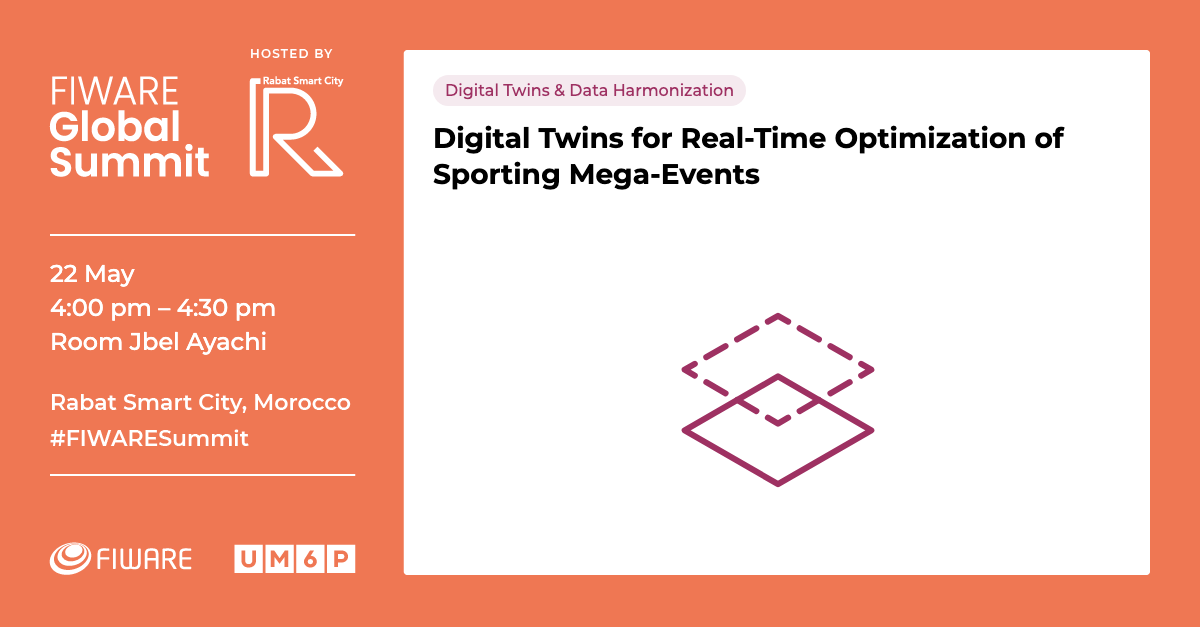 FIWARE
Global
Summit
HOSTED BY
Rabat Smart City
R
22 May
4:00 pm – 4:30 pm
Room Jbel Ayachi
Rabat Smart City, Morocco
#FIWARESummit
FIWARE
UM6P
Digital Twins & Data Harmonization
Digital Twins for Real-Time Optimization of
Sporting Mega-Events